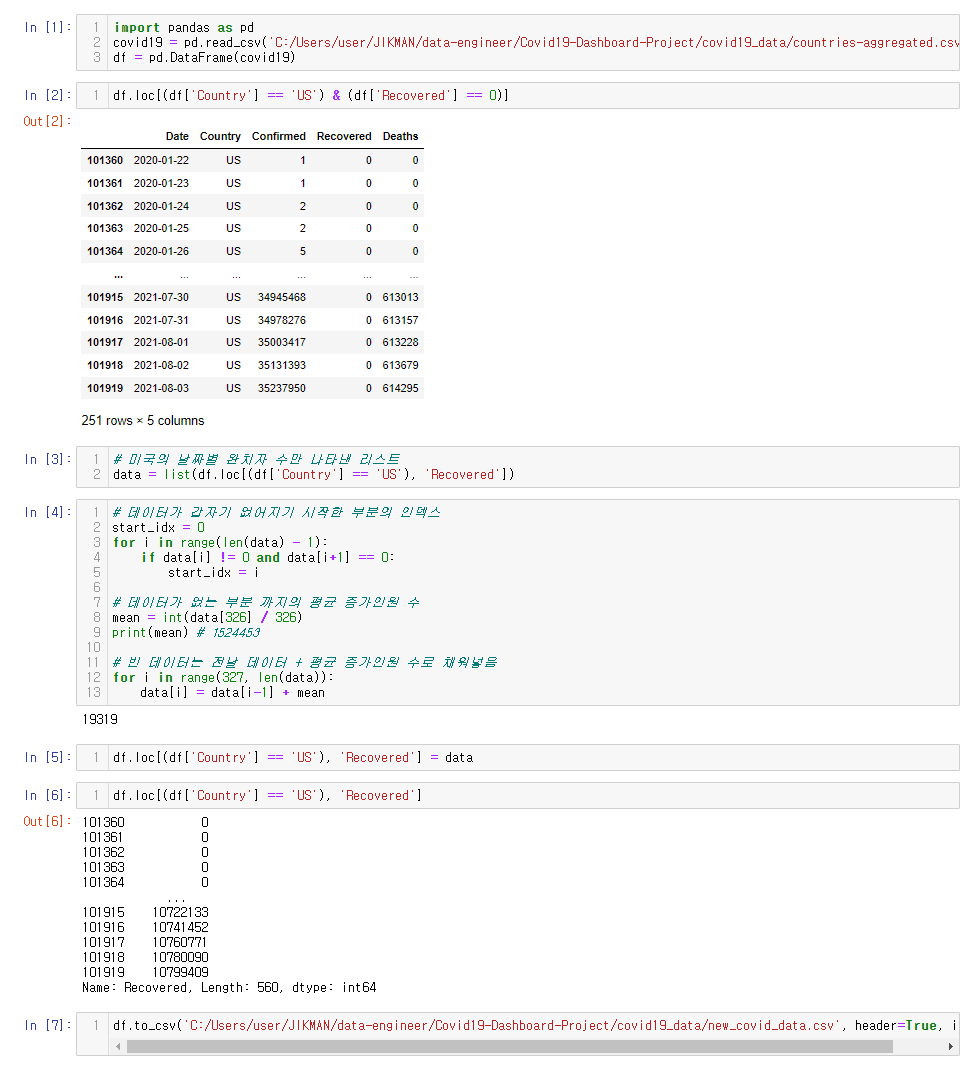 In [1]:
1 import pandas as pd
2 covid19 = pd.read_csv('C:/Users/user/JIKMAN/data-engineer/Covid19-Dashboard-Project/covid19_data/countries-aggregated.csv
3 df = pd.DataFrame(covid19)
In [2]:
1 df.loc[(df['Country'] == 'US') & (df['Recovered'] == 0)]
Out[2]:
Date Country Confirmed Recovered Deaths
101360 2020-01-22 US 1 0 0
101361 2020-01-23 US 1 0 0
101362 2020-01-24 US 2 0 0
101363 2020-01-25 US 2 0 0
101364 2020-01-26 US 5 0 0
... ... ... ... ... ...
101915 2021-07-30 US 34945468 0 613013
101916 2021-07-31 US 34978276 0 613157
101917 2021-08-01 US 35003417 0 613228
101918 2021-08-02 US 35131393 0 613679
101919 2021-08-03 US 35237950 0 614295
251 rows × 5 columns
In [3]:
1 # 미국의 날짜별 완치자 수만 나타낸 리스트
2 data = list(df.loc[(df['Country'] == 'US'), 'Recovered'])
In [4]:
1 # 데이터가 갑자기 없어지기 시작한 부분의 인덱스
2 start_idx = 0
3 for i in range(len(data) - 1):
4 if data[i] != 0 and data[i+1] == 0:
5 start_idx = i
6
7 # 데이터가 없는 부분 까지의 평균 증가인원 수
8 mean = int(data[326] / 326)
9 print(mean) # 1524453
10
11 # 빈 데이터는 전날 데이터 + 평균 증가인원 수로 채워넣음
12 for i in range(327, len(data)):
13 data[i] = data[i-1] + mean
19319
In [5]:
1 df.loc[(df['Country'] == 'US'), 'Recovered'] = data
In [6]:
1 df.loc[(df['Country'] == 'US'), 'Recovered']
Out[6]:
101360 0
101361 0
101362 0
101363 0
101364 0
...
101915 10722133
101916 10741452
101917 10760771
101918 10780090
101919 10799409
Name: Recovered, Length: 560, dtype: int64
In [7]:
1 df.to_csv('C:/Users/user/JIKMAN/data-engineer/Covid19-Dashboard-Project/covid19_data/new_covid_data.csv', header=True, i